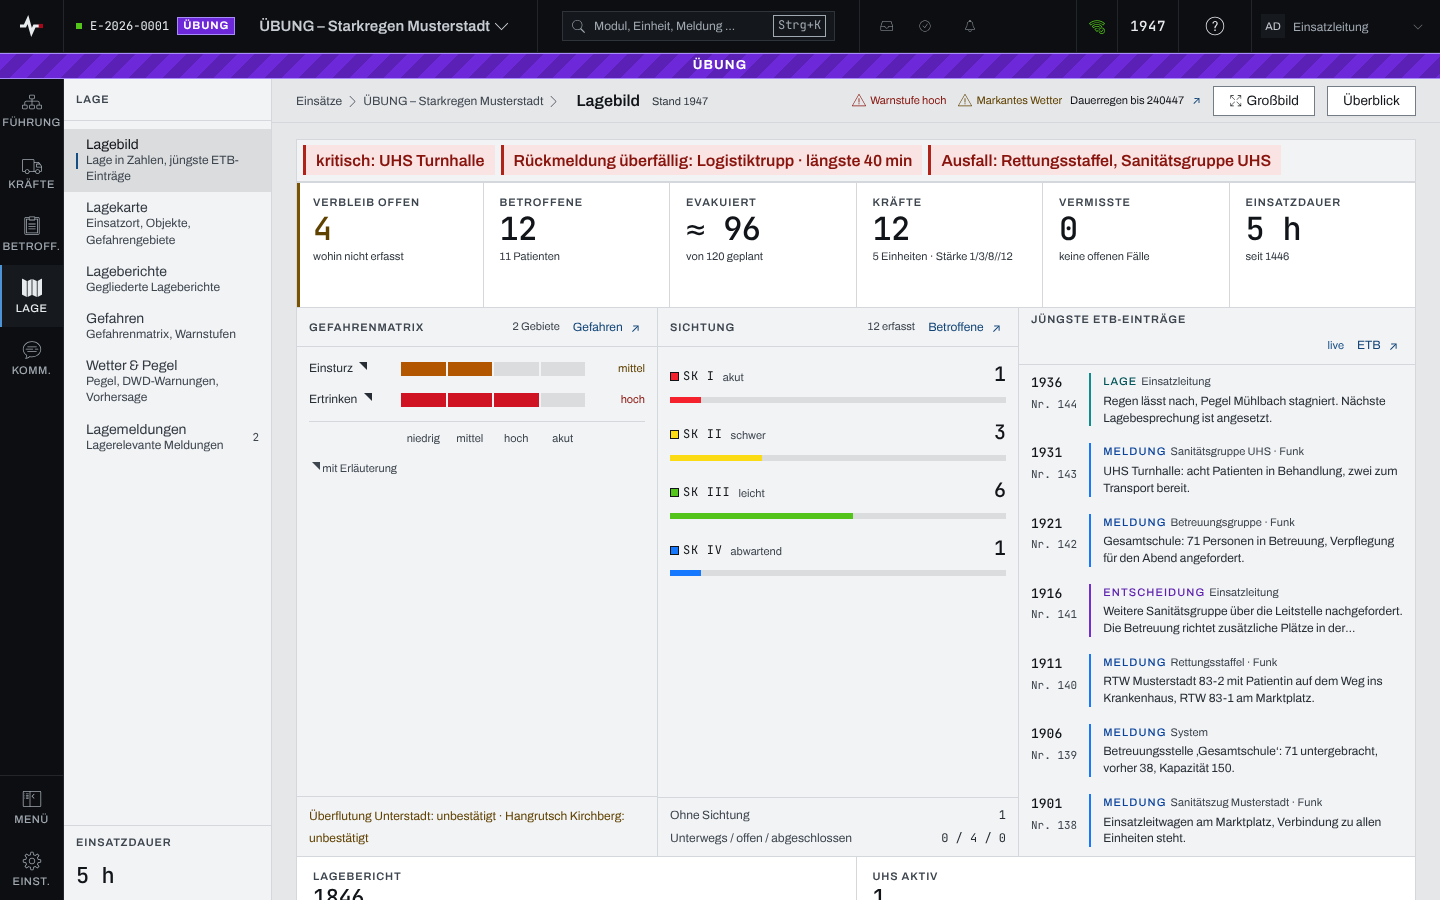 E-2026-0001 ÜBUNG ÜBUNG – Starkregen Musterstadt Modul, Einheit, Meldung ... Strg+K 1947 ? AD Einsatzleitung
ÜBUNG
FÜHRUNG
KRÄFTE
BETROFF.
LAGE
KOMM.
MENÜ
EINST.
LAGE
Lagebild
Lage in Zahlen, jüngste ETB-
Einträge
Lagekarte
Einsatzort, Objekte,
Gefahrengebiete
Lageberichte
Gegliederte Lageberichte
Gefahren
Gefahrenmatrix, Warnstufen
Wetter & Pegel
Pegel, DWD-Warnungen,
Vorhersage
Lagemeldungen
Lagerelevante Meldungen 2
EINSATZDAUER
5 h
Einsätze ÜBUNG – Starkregen Musterstadt Lagebild Stand 1947 Warnstufe hoch Markantes Wetter Dauerregen bis 240447 ↗ Großbild Überblick
kritisch: UHS Turnhalle Rückmeldung überfällig: Logistiktrupp · längste 40 min Ausfall: Rettungsstaffel, Sanitätsgruppe UHS
VERBLEIB OFFEN
4
wohin nicht erfasst
BETROFFENE
12
11 Patienten
EVAKUIERT
≈ 96
von 120 geplant
KRÄFTE
12
5 Einheiten · Stärke 1/3/8//12
VERMISSTE
0
keine offenen Fälle
EINSATZDAUER
5 h
seit 1446
GEFAHRENMATRIX 2 Gebiete Gefahren ↗
Einsturz mittel
Ertrinken hoch
niedrig mittel hoch akut
mit Erläuterung
Überflutung Unterstadt: unbestätigt · Hangrutsch Kirchberg:
unbestätigt
SICHTUNG 12 erfasst Betroffene ↗
SK I akut 1
SK II schwer 3
SK III leicht 6
SK IV abwartend 1
Ohne Sichtung 1
Unterwegs / offen / abgeschlossen 0 / 4 / 0
JÜNGSTE ETB-EINTRÄGE
live ETB ↗
1936 LAGE Einsatzleitung
Nr. 144 Regen lässt nach, Pegel Mühlbach stagniert. Nächste
Lagebesprechung ist angesetzt.
1931 MELDUNG Sanitätsgruppe UHS · Funk
Nr. 143 UHS Turnhalle: acht Patienten in Behandlung, zwei zum
Transport bereit.
1921 MELDUNG Betreuungsgruppe · Funk
Nr. 142 Gesamtschule: 71 Personen in Betreuung, Verpflegung
für den Abend angefordert.
1916 ENTSCHEIDUNG Einsatzleitung
Nr. 141 Weitere Sanitätsgruppe über die Leitstelle nachgefordert.
Die Betreuung richtet zusätzliche Plätze in der...
1911 MELDUNG Rettungsstaffel · Funk
Nr. 140 RTW Musterstadt 83-2 mit Patientin auf dem Weg ins
Krankenhaus, RTW 83-1 am Marktplatz.
1906 MELDUNG System
Nr. 139 Betreuungsstelle ‚Gesamtschule‘: 71 untergebracht,
vorher 38, Kapazität 150.
1901 MELDUNG Sanitätszug Musterstadt · Funk
Nr. 138 Einsatzleitwagen am Marktplatz, Verbindung zu allen
Einheiten steht.
LAGEBERICHT
1846
UHS AKTIV
1